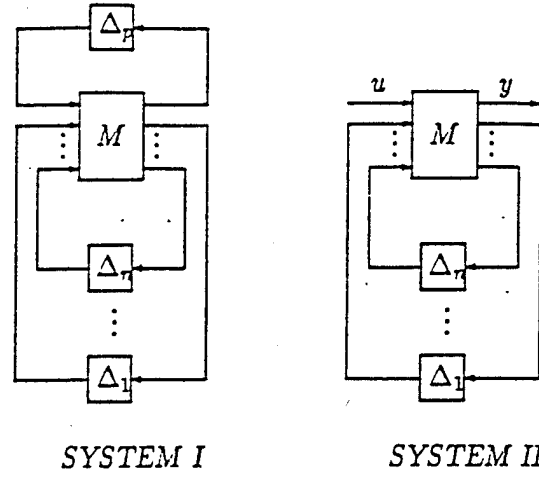 Δp
M
Δn
Δ1
SYSTEM I
u y
M
Δn
Δ1
SYSTEM II